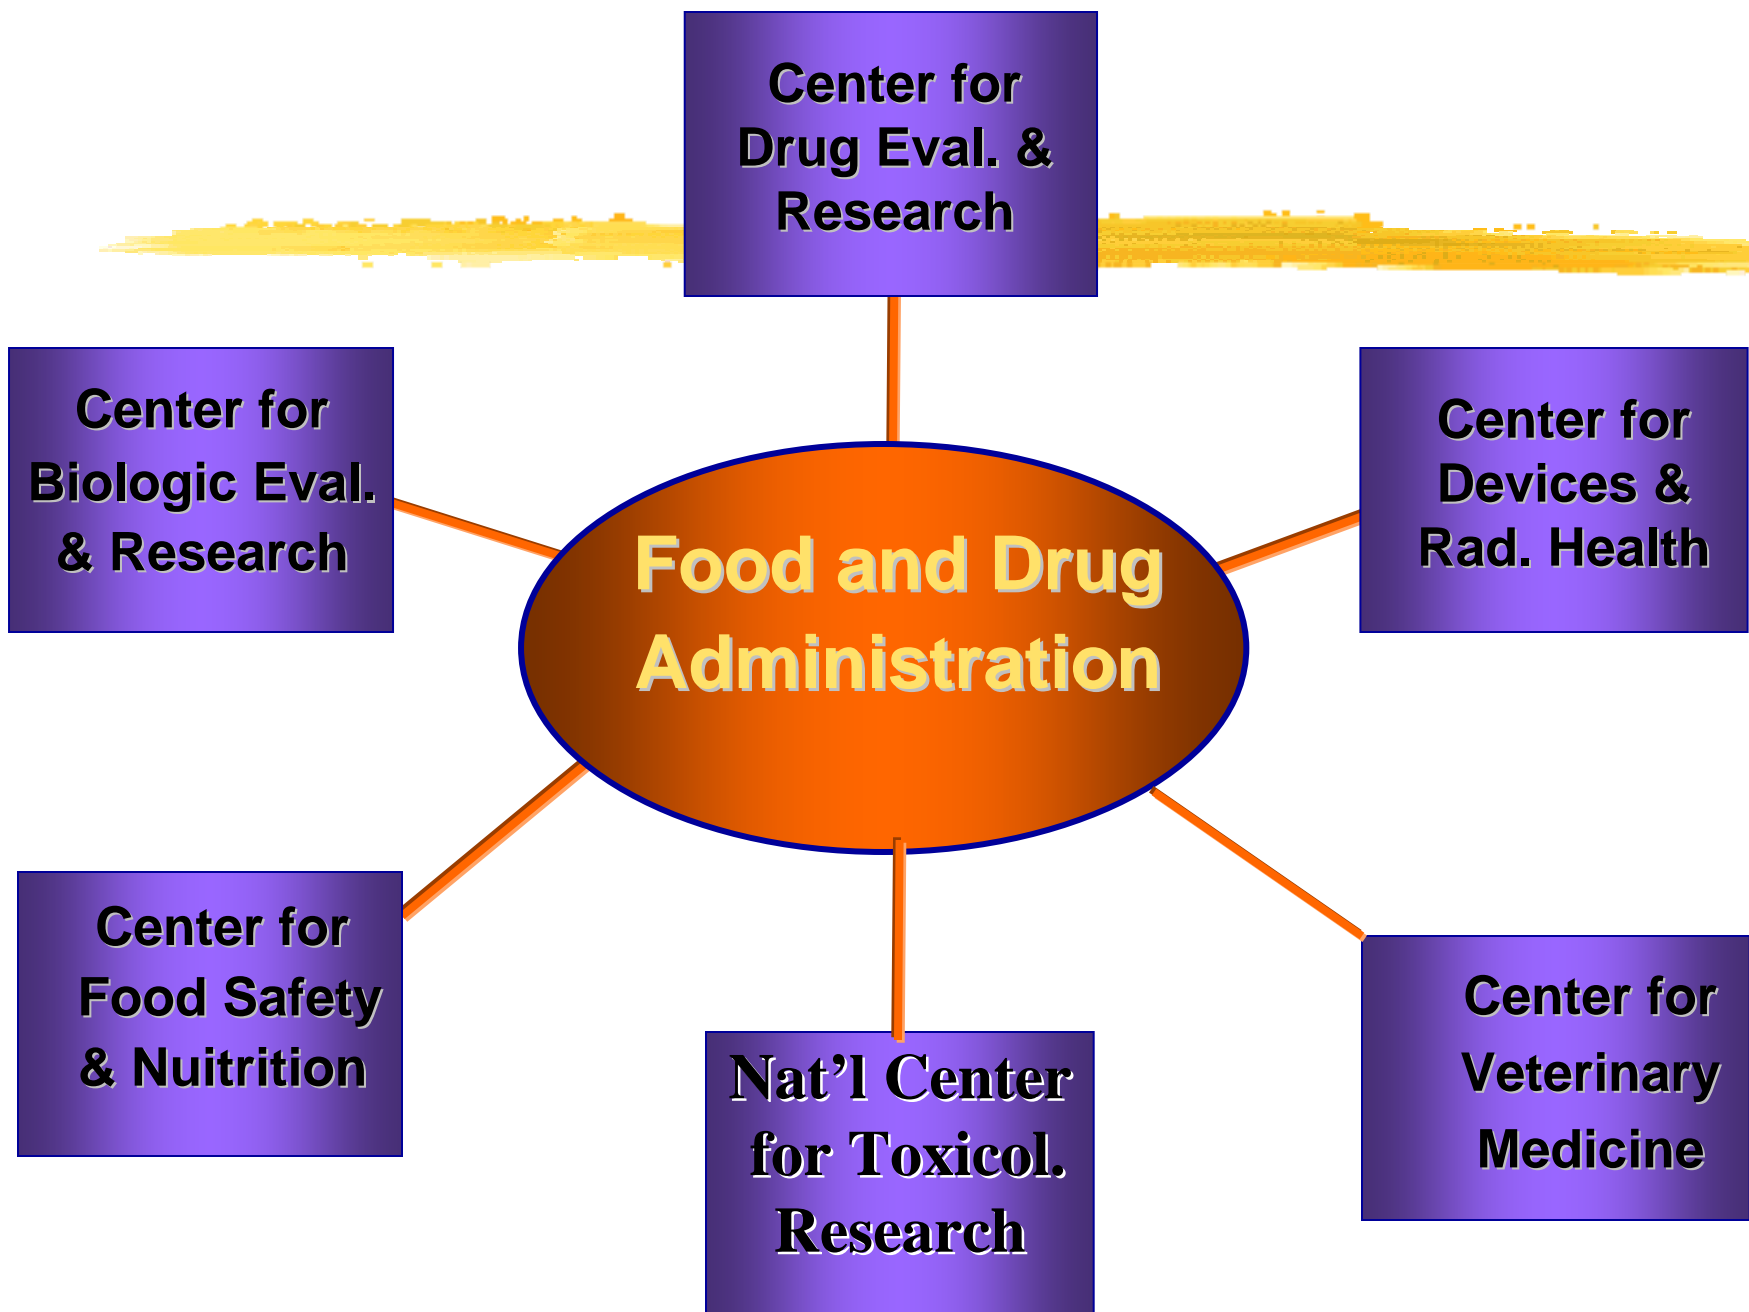 Center for
Drug Eval. &
Research
Center for
Biologic Eval.
& Research
Center for
Devices &
Rad. Health
Food and Drug
Administration
Center for
Food Safety
& Nuitrition
Nat’l Center
for Toxicol.
Research
Center for
Veterinary
Medicine